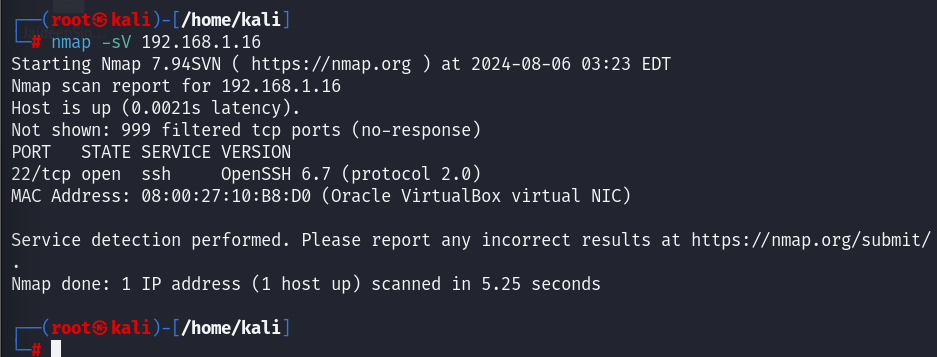 ┌──(root㉿kali)-[/home/kali]
└─# nmap -sV 192.168.1.16
Starting Nmap 7.94SVN ( https://nmap.org ) at 2024-08-06 03:23 EDT
Nmap scan report for 192.168.1.16
Host is up (0.0021s latency).
Not shown: 999 filtered tcp ports (no-response)
PORT   STATE SERVICE VERSION
22/tcp open  ssh     OpenSSH 6.7 (protocol 2.0)
MAC Address: 08:00:27:10:B8:D0 (Oracle VirtualBox virtual NIC)
Service detection performed. Please report any incorrect results at https://nmap.org/submit/
.
Nmap done: 1 IP address (1 host up) scanned in 5.25 seconds
┌──(root㉿kali)-[/home/kali]
└─#